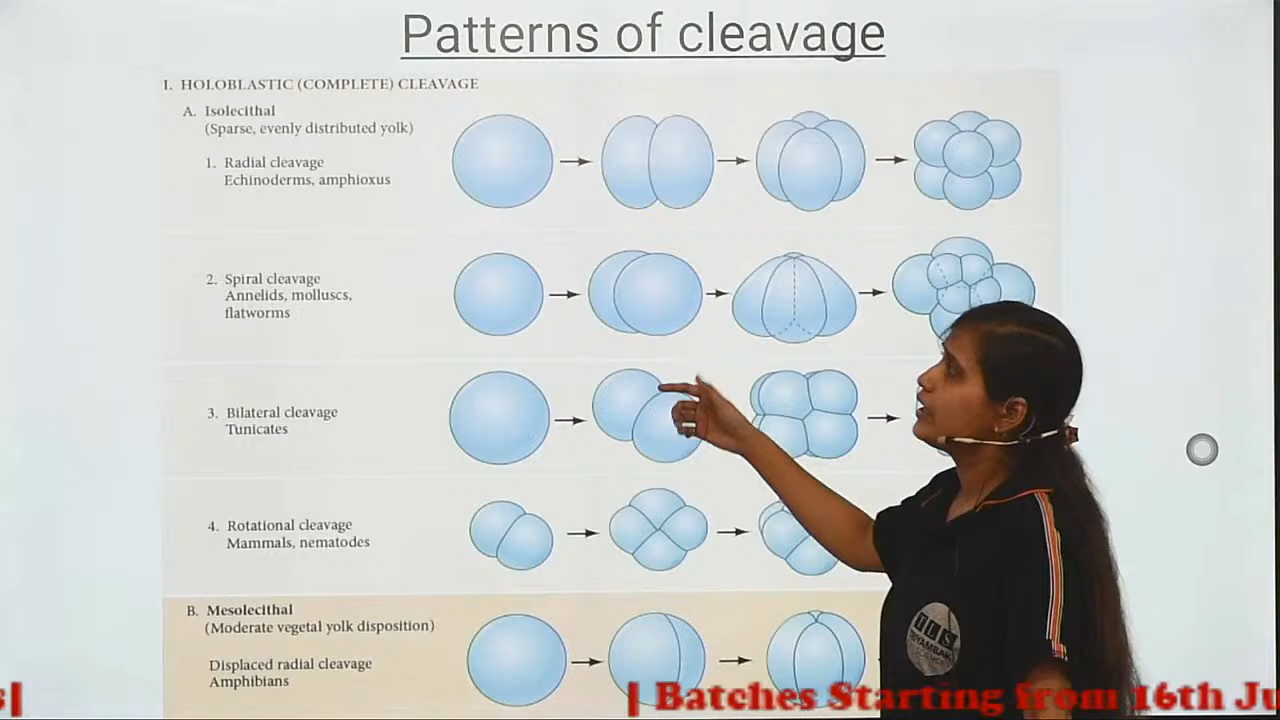 Patterns of cleavage
I. HOLOBLASTIC (COMPLETE) CLEAVAGE
A. Isolecithal
(Sparse, evenly distributed yolk)
1. Radial cleavage
Echinoderms, amphioxus
2. Spiral cleavage
Annelids, molluscs,
flatworms
3. Bilateral cleavage
Tunicates
4. Rotational cleavage
Mammals, nematodes
B. Mesolecithal
(Moderate vegetal yolk disposition)
Displaced radial cleavage
Amphibians
TLS
s| | Batches Starting from 16th Ju